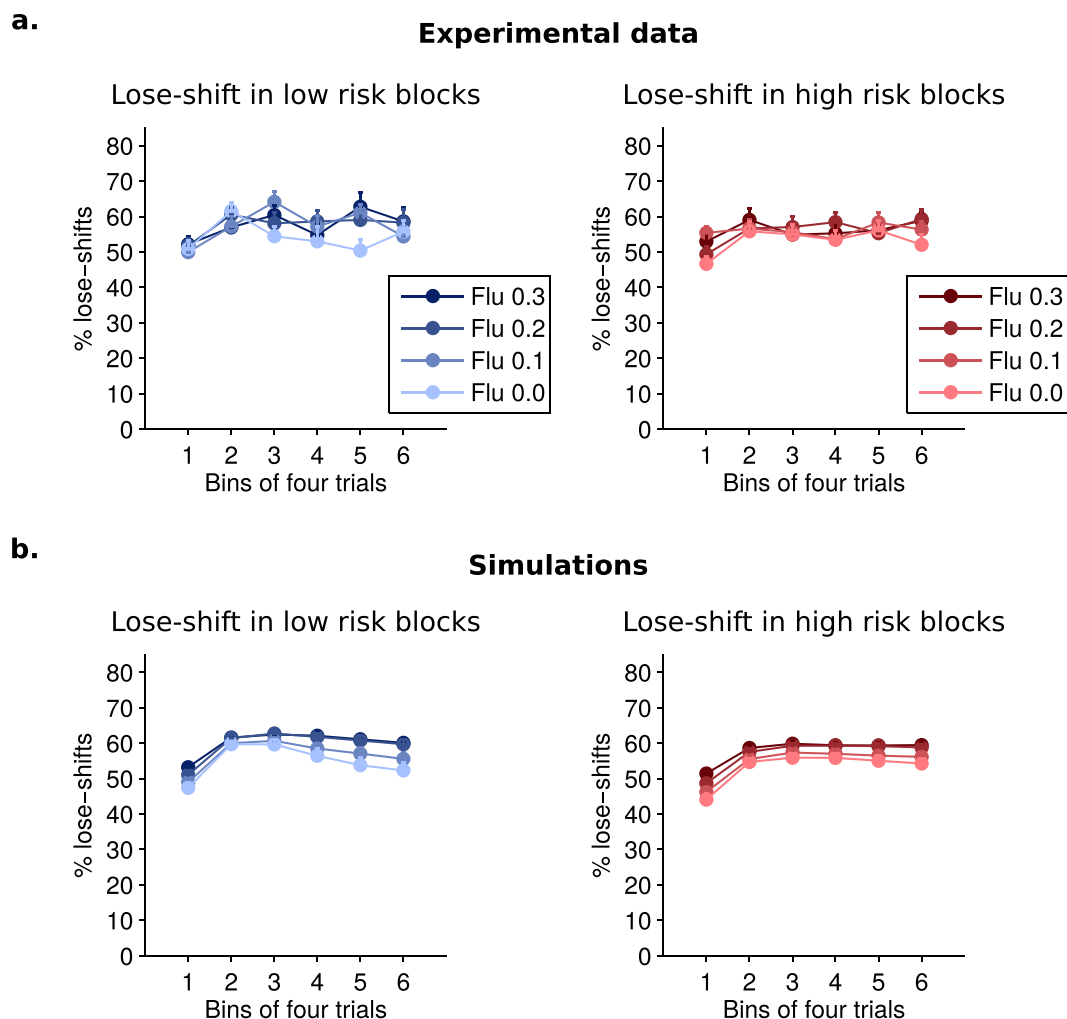 a.
Experimental data
Lose-shift in low risk blocks
% lose−shifts
80
70
60
50
40
30
20
10
0
1 2 3 4 5 6
Bins of four trials
Flu 0.3
Flu 0.2
Flu 0.1
Flu 0.0
Lose-shift in high risk blocks
% lose−shifts
80
70
60
50
40
30
20
10
0
1 2 3 4 5 6
Bins of four trials
Flu 0.3
Flu 0.2
Flu 0.1
Flu 0.0
b.
Simulations
Lose-shift in low risk blocks
% lose−shifts
80
70
60
50
40
30
20
10
0
1 2 3 4 5 6
Bins of four trials
Lose-shift in high risk blocks
% lose−shifts
80
70
60
50
40
30
20
10
0
1 2 3 4 5 6
Bins of four trials